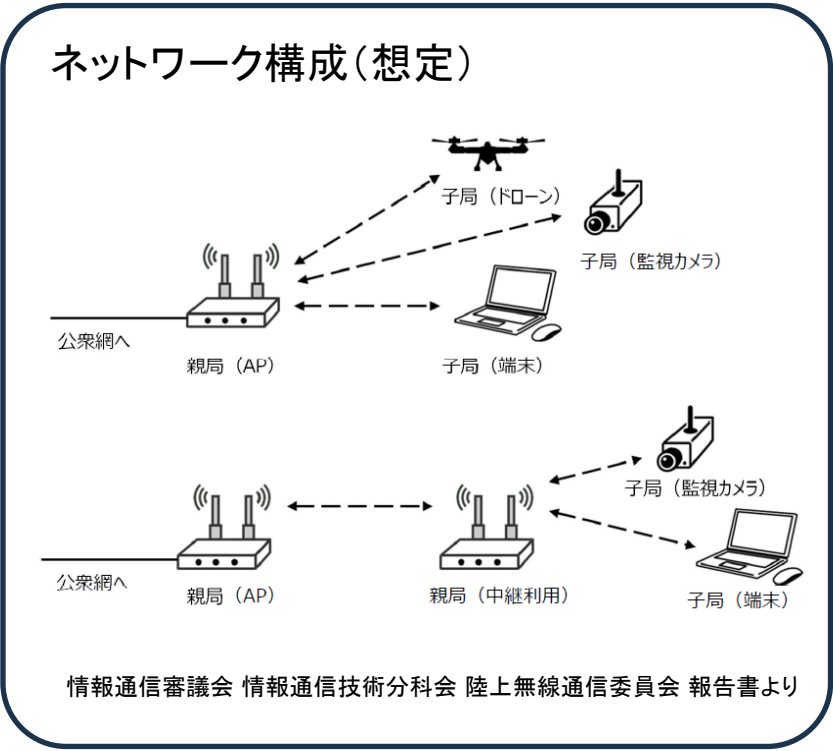 ネットワーク構成（想定）
子局（ドローン）
子局（監視カメラ）
公衆網へ
親局（AP）
子局（端末）
子局（監視カメラ）
公衆網へ
親局（AP）
親局（中継利用）
子局（端末）
情報通信審議会 情報通信技術分科会 陸上無線通信委員会 報告書より